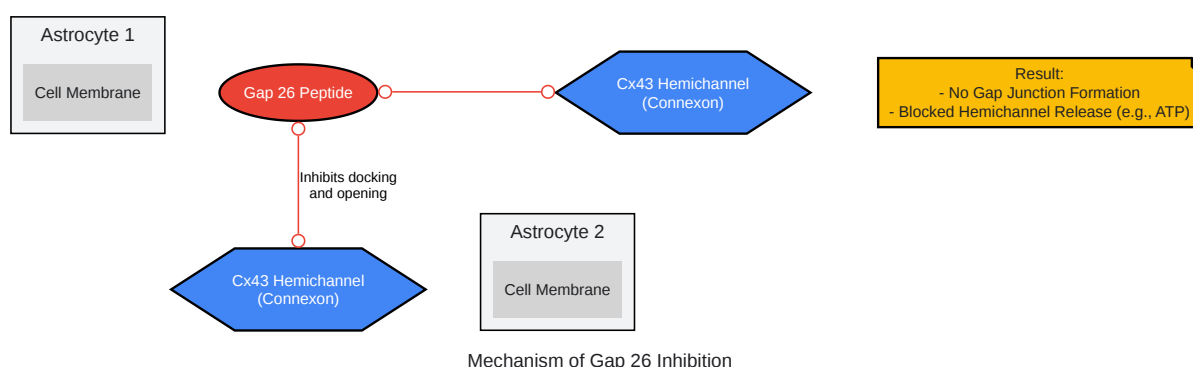 Astrocyte 1
Cell Membrane
Gap 26 Peptide
Cx43 Hemichannel
(Connexon)
Result:
- No Gap Junction Formation
- Blocked Hemichannel Release (e.g., ATP)
Inhibits docking
and opening
Cx43 Hemichannel
(Connexon)
Astrocyte 2
Cell Membrane
Mechanism of Gap 26 Inhibition